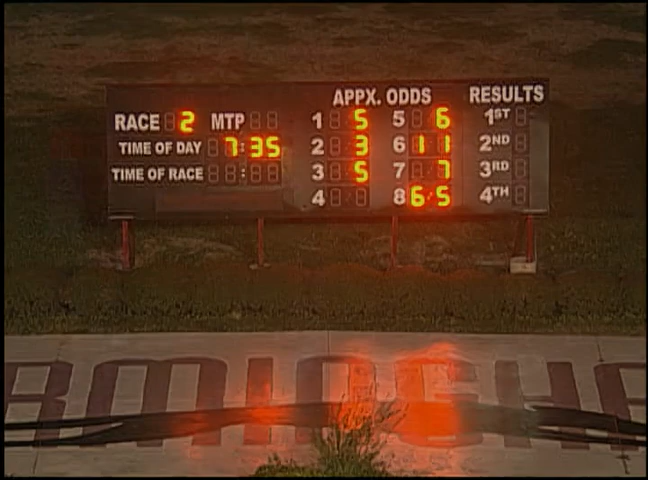 APPX. ODDS RESULTS
RACE 2 MTP 1 5 5 6 1ST
TIME OF DAY 7:35 2 3 6 11 2ND
TIME OF RACE 3 5 7 7 3RD
4 8 6-5 4TH
RMINGHA